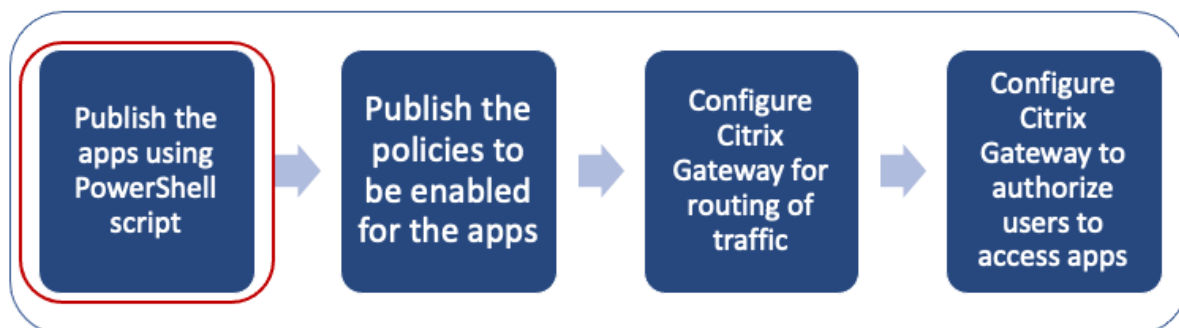 Publish the
apps using
PowerShell
script
Publish the
policies to
be enabled
for the apps
Configure
Citrix
Gateway for
routing of
traffic
Configure
Citrix
Gateway to
authorize
users to
access apps